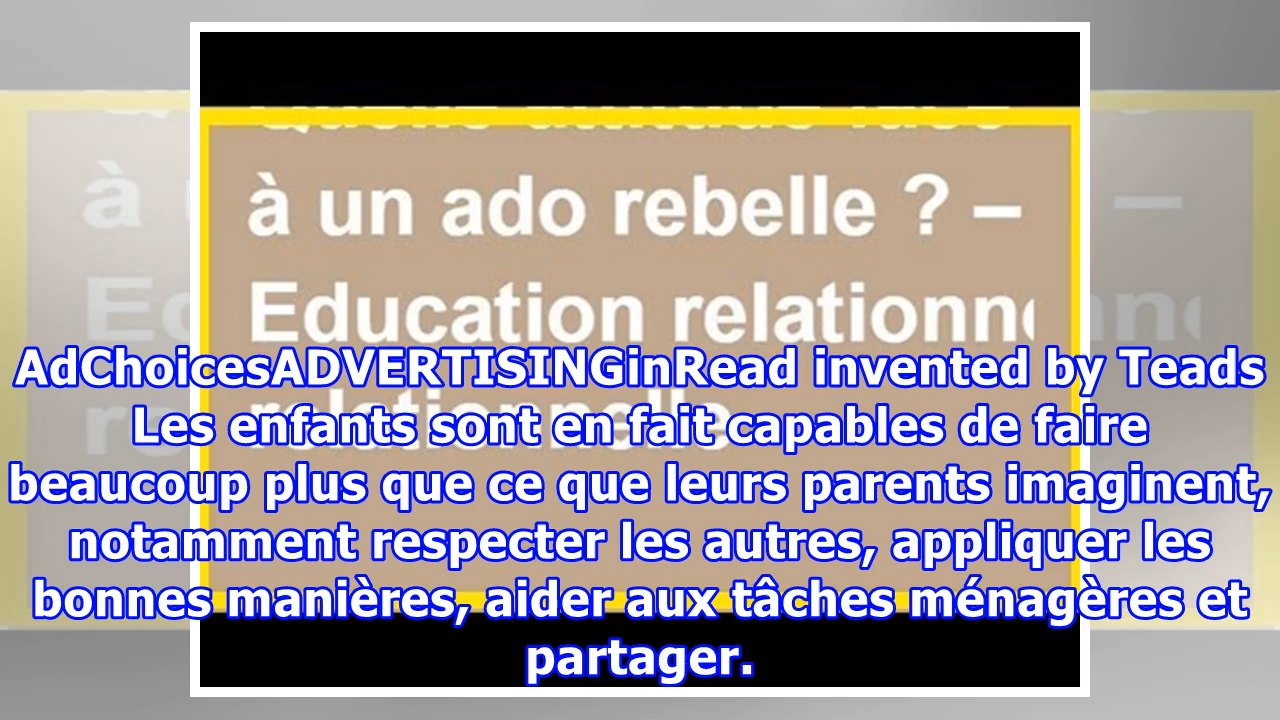 à un ado rebelle ? –
Education relationne
relationnelle
AdChoicesADVERTISINGinRead invented by Teads
Les enfants sont en fait capables de faire
beaucoup plus que ce que leurs parents imaginent,
notamment respecter les autres, appliquer les
bonnes manières, aider aux tâches ménagères et
partager.